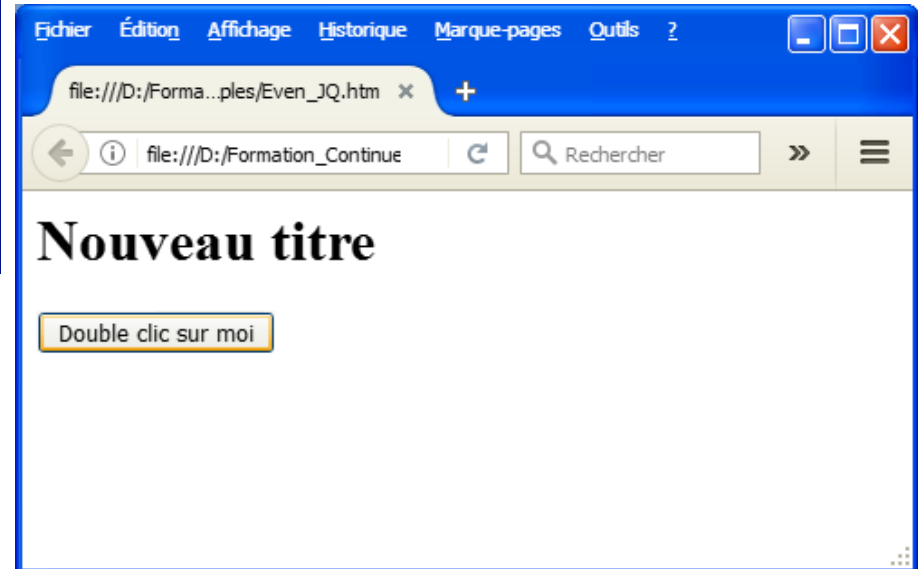 Fichier Édition Affichage Historique Marque-pages Outils ?
file:///D:/Forma...ples/Even_JQ.htm
file:///D:/Formation_Continue Rechercher
Nouveau titre
Double clic sur moi